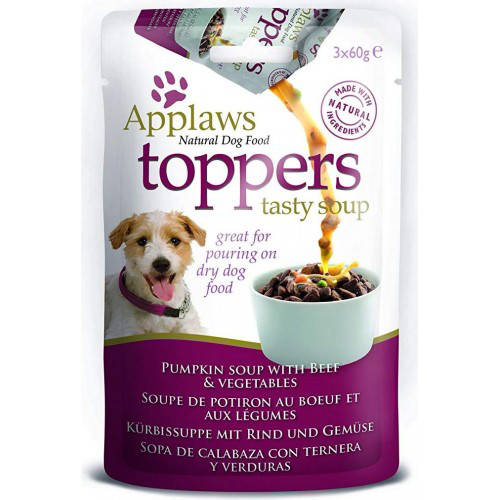 3x60g e
Applaws
Natural Dog Food
MADE WITH
NATURAL
INGREDIENTS
toppers
tasty soup
great for
pouring on
dry dog
food
PUMPKIN SOUP WITH BEEF
& VEGETABLES
SOUPE DE POTIRON AU BOEUF ET
AUX LÉGUMES
KÜRBISSUPPE MIT RIND UND GEMÜSE
SOPA DE CALABAZA CON TERNERA
Y VERDURAS